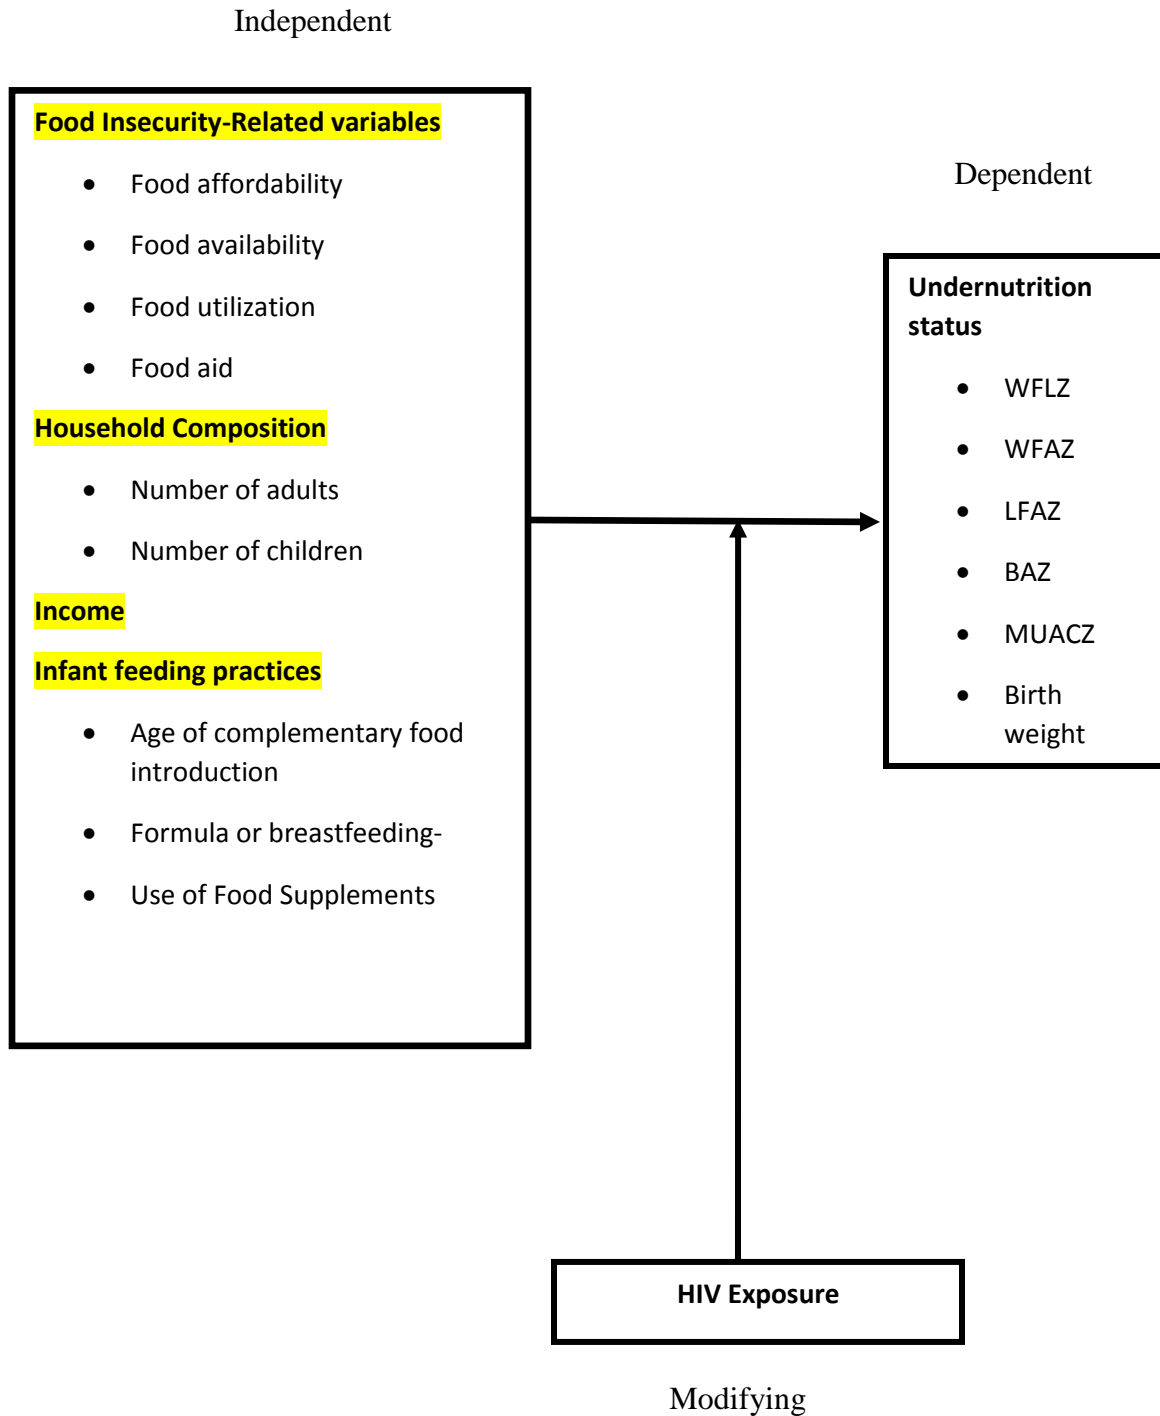 Independent
Food Insecurity-Related variables
• Food affordability
• Food availability
• Food utilization
• Food aid
Household Composition
• Number of adults
• Number of children
Income
Infant feeding practices
• Age of complementary food
introduction
• Formula or breastfeeding-
• Use of Food Supplements
Dependent
Undernutrition
status
• WFLZ
• WFAZ
• LFAZ
• BAZ
• MUACZ
• Birth
weight
HIV Exposure
Modifying